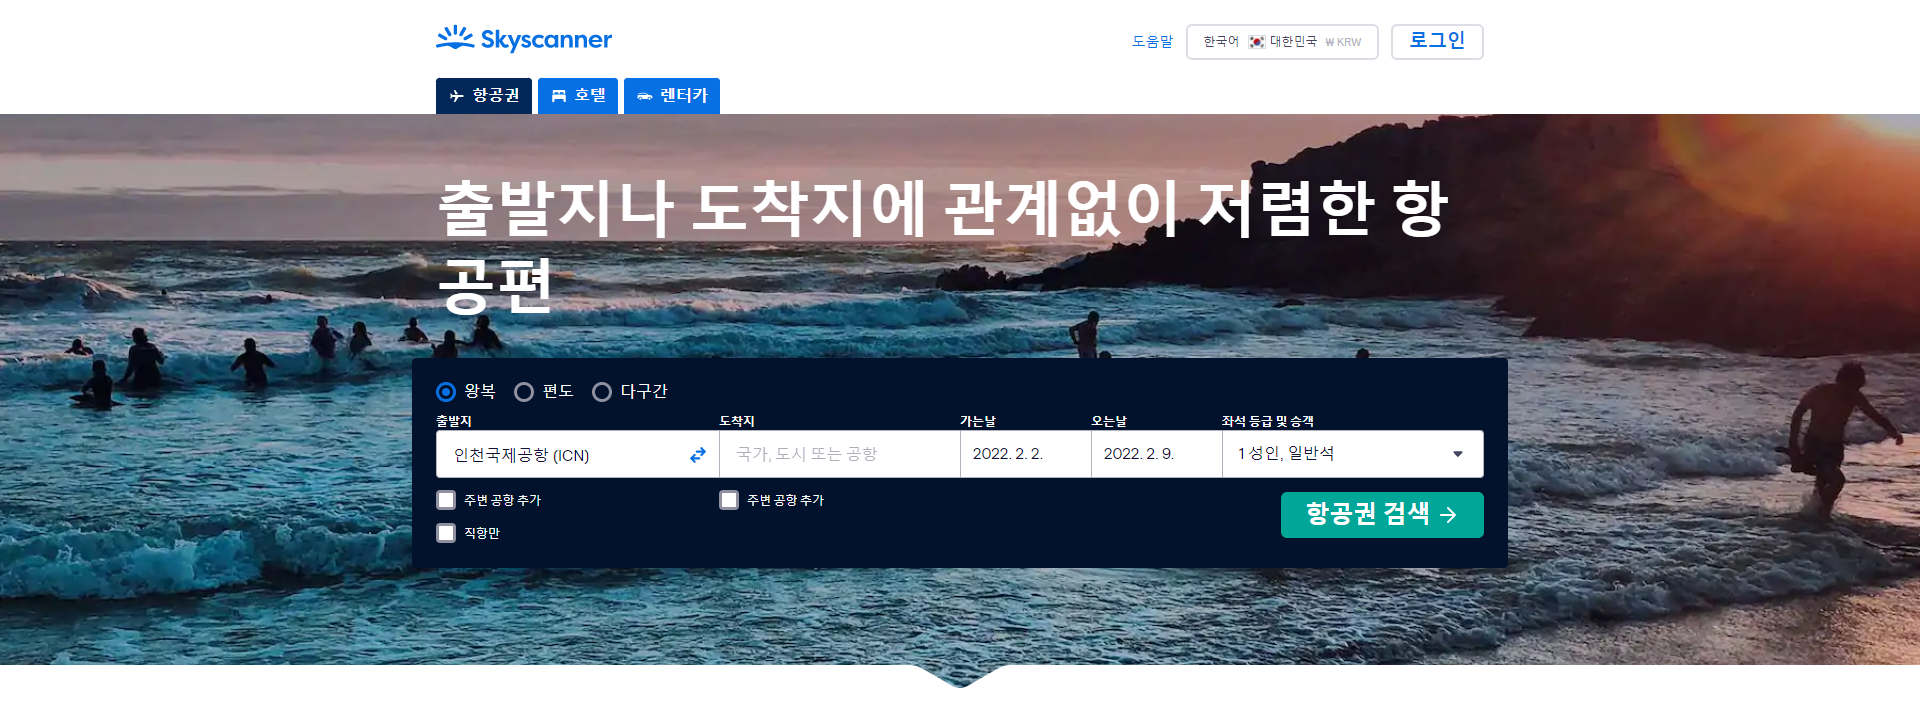 Skyscanner
도움말
한국어 대한민국 ₩ KRW
로그인
항공권
호텔
렌터카
출발지나 도착지에 관계없이 저렴한 항
공편
왕복 편도 다구간
출발지 도착지 가는날 오는날 좌석 등급 및 승객
인천국제공항 (ICN) 국가, 도시 또는 공항 2022. 2. 2. 2022. 2. 9. 1 성인, 일반석
주변 공항 추가 주변 공항 추가
항공권 검색
직항만